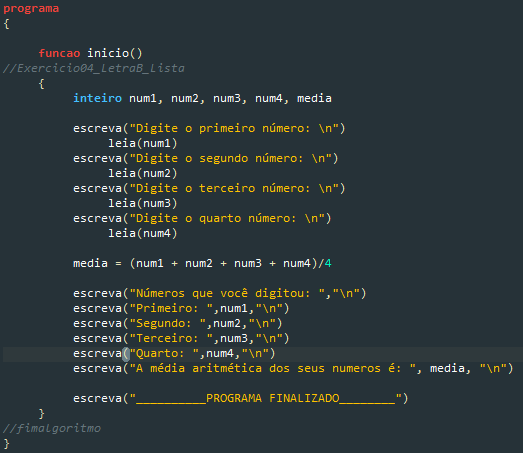 programa
{
funcao inicio()
//Exercicio04_LetraB_Lista
{
inteiro num1, num2, num3, num4, media
escreva("Digite o primeiro número: \n")
leia(num1)
escreva("Digite o segundo número: \n")
leia(num2)
escreva("Digite o terceiro número: \n")
leia(num3)
escreva("Digite o quarto número: \n")
leia(num4)
media = (num1 + num2 + num3 + num4)/4
escreva("Números que você digitou: ","\n")
escreva("Primeiro: ",num1,"\n")
escreva("Segundo: ",num2,"\n")
escreva("Terceiro: ",num3,"\n")
escreva("Quarto: ",num4,"\n")
escreva("A média aritmética dos seus numeros é: ", media, "\n")
escreva("__________PROGRAMA FINALIZADO________")
}
//fimalgoritmo
}